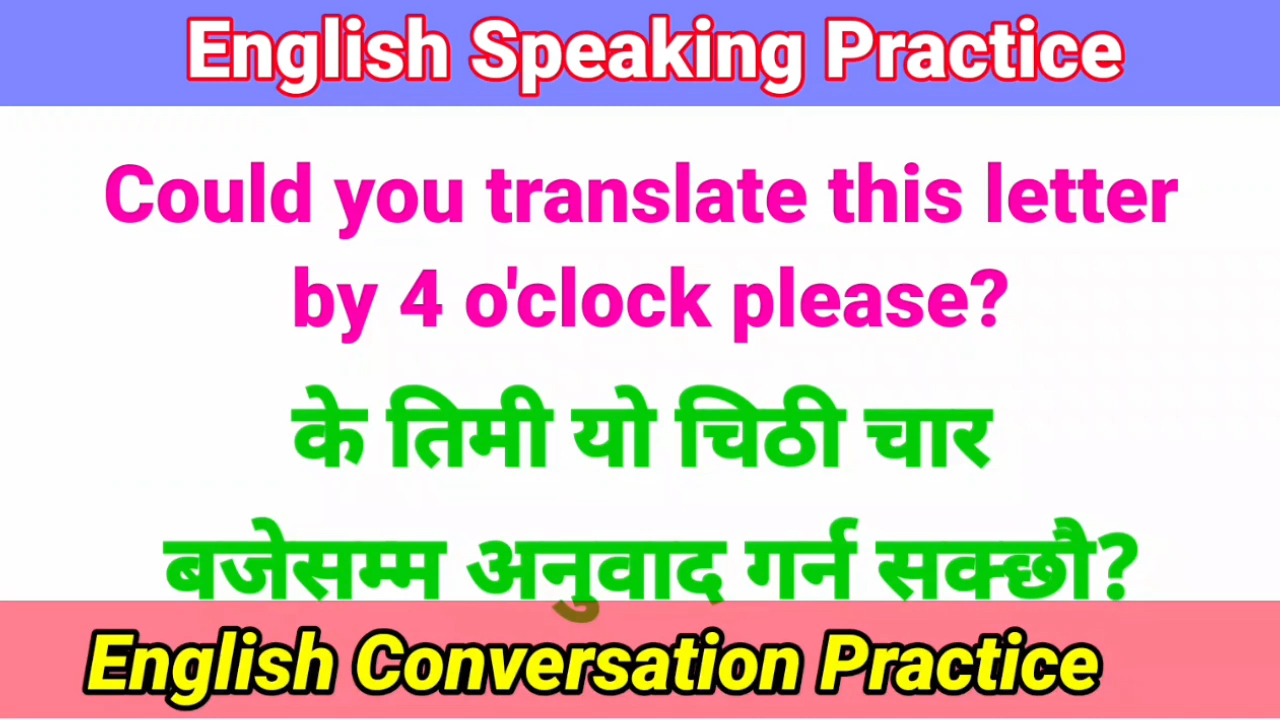 English Speaking Practice
Could you translate this letter
by 4 o'clock please?
के तिमी यो चिठी चार
बजेसम्म अनुवाद गर्न सक्छौ?
English Conversation Practice